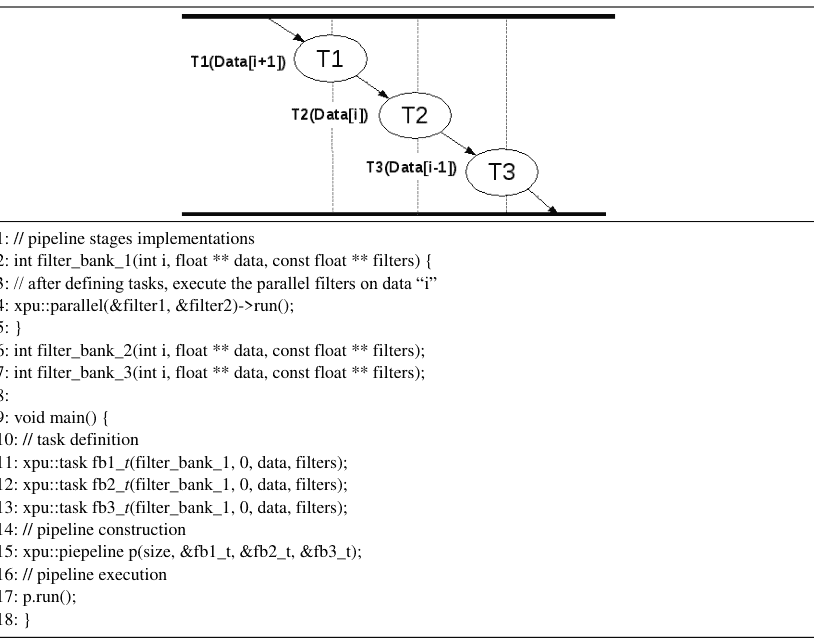 T1
T1(Data[i+1])
T2(Data[i])
T2
T3(Data[i-1])
T3
1: // pipeline stages implementations
2: int filter_bank_1(int i, float ** data, const float ** filters) {
3: // after defining tasks, execute the parallel filters on data “i”
4: xpu::parallel(&filter1, &filter2)->run();
5: }
6: int filter_bank_2(int i, float ** data, const float ** filters);
7: int filter_bank_3(int i, float ** data, const float ** filters);
8:
9: void main() {
10: // task definition
11: xpu::task fb1_t(filter_bank_1, 0, data, filters);
12: xpu::task fb2_t(filter_bank_1, 0, data, filters);
13: xpu::task fb3_t(filter_bank_1, 0, data, filters);
14: // pipeline construction
15: xpu::piepeline p(size, &fb1_t, &fb2_t, &fb3_t);
16: // pipeline execution
17: p.run();
18: }